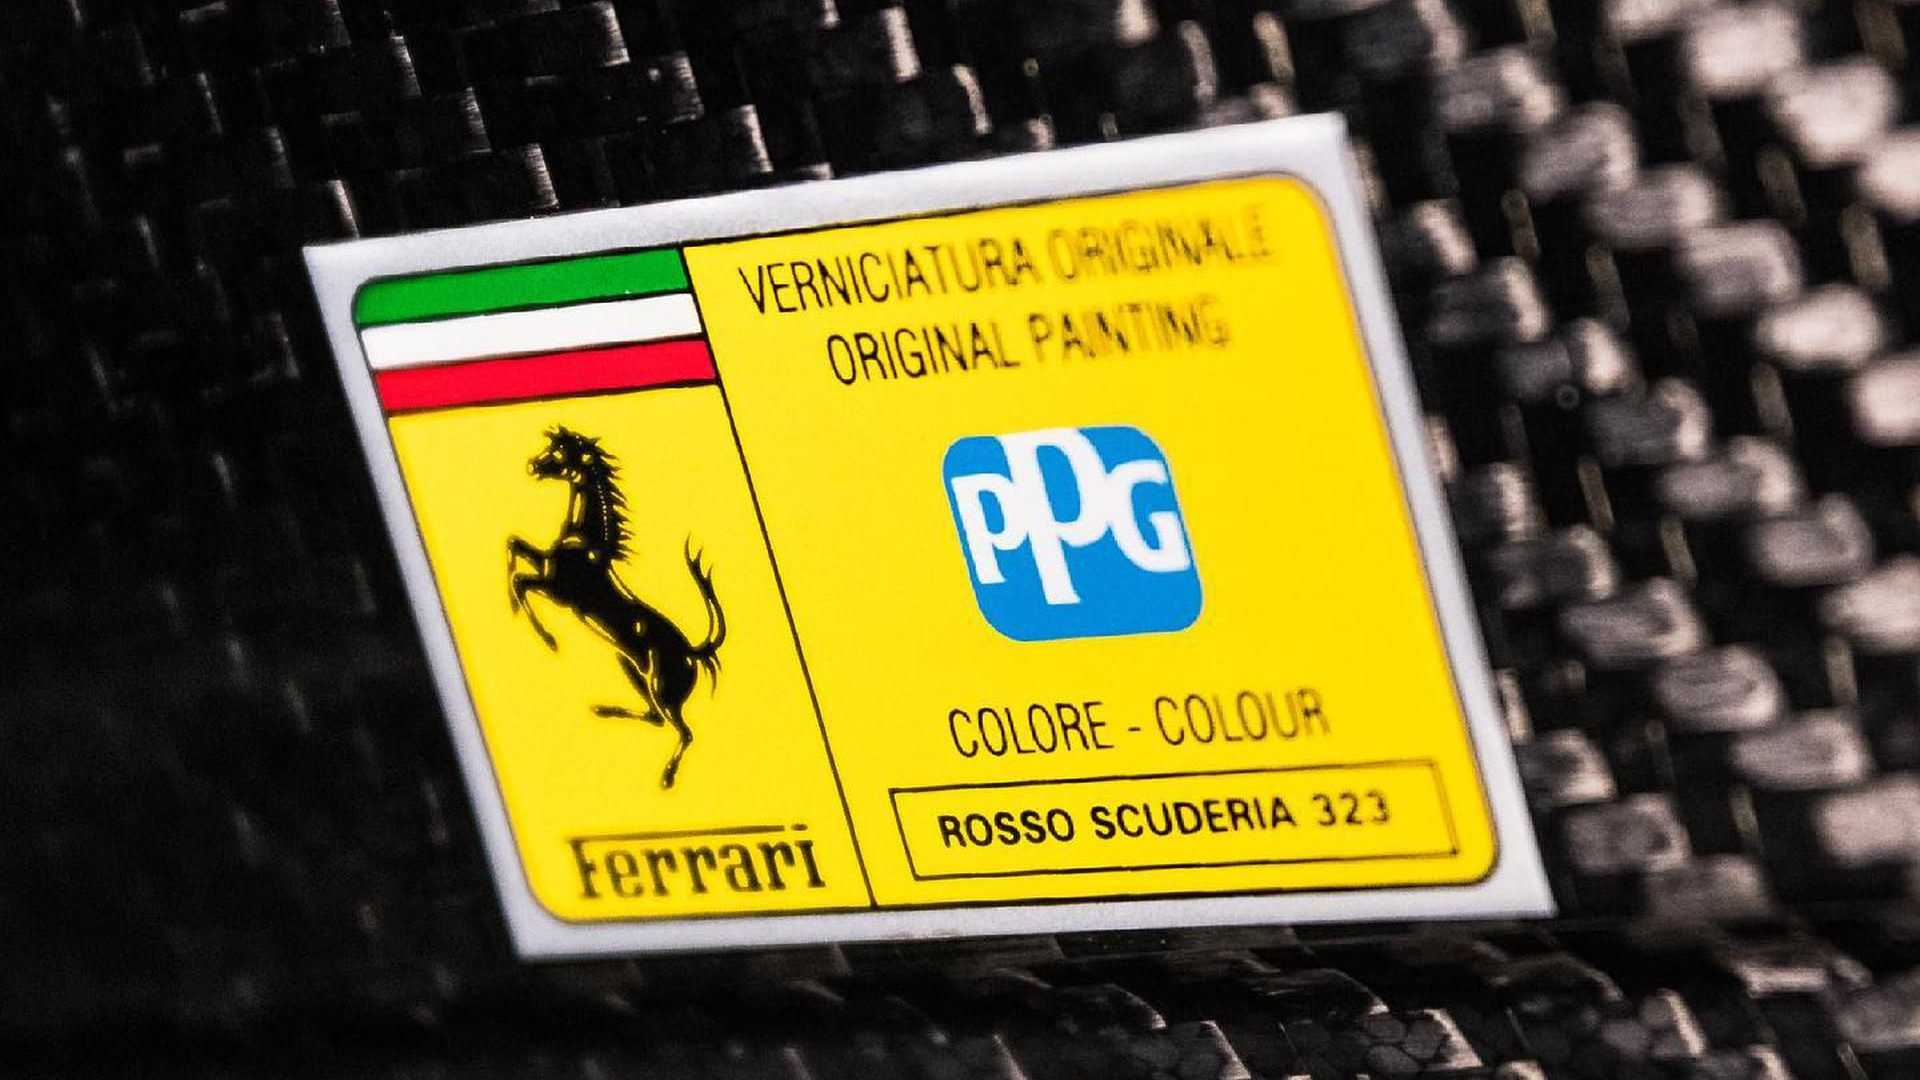 VERNICIATURA ORIGINALE
ORIGINAL PAINTING
PPG
COLORE - COLOUR
ROSSO SCUDERIA 323
Ferrari